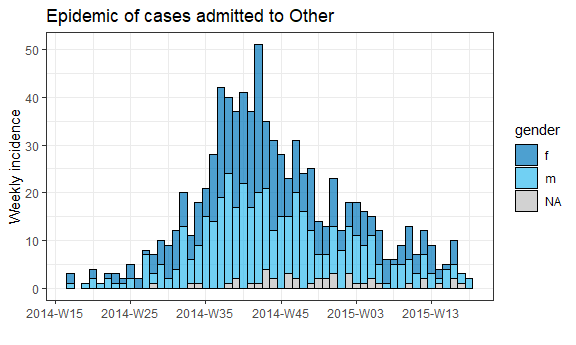 Epidemic of cases admitted to Other
Weekly incidence
50
40
30
20
10
0
2014-W15 2014-W25 2014-W35 2014-W45 2015-W03 2015-W13
gender
f
m
NA